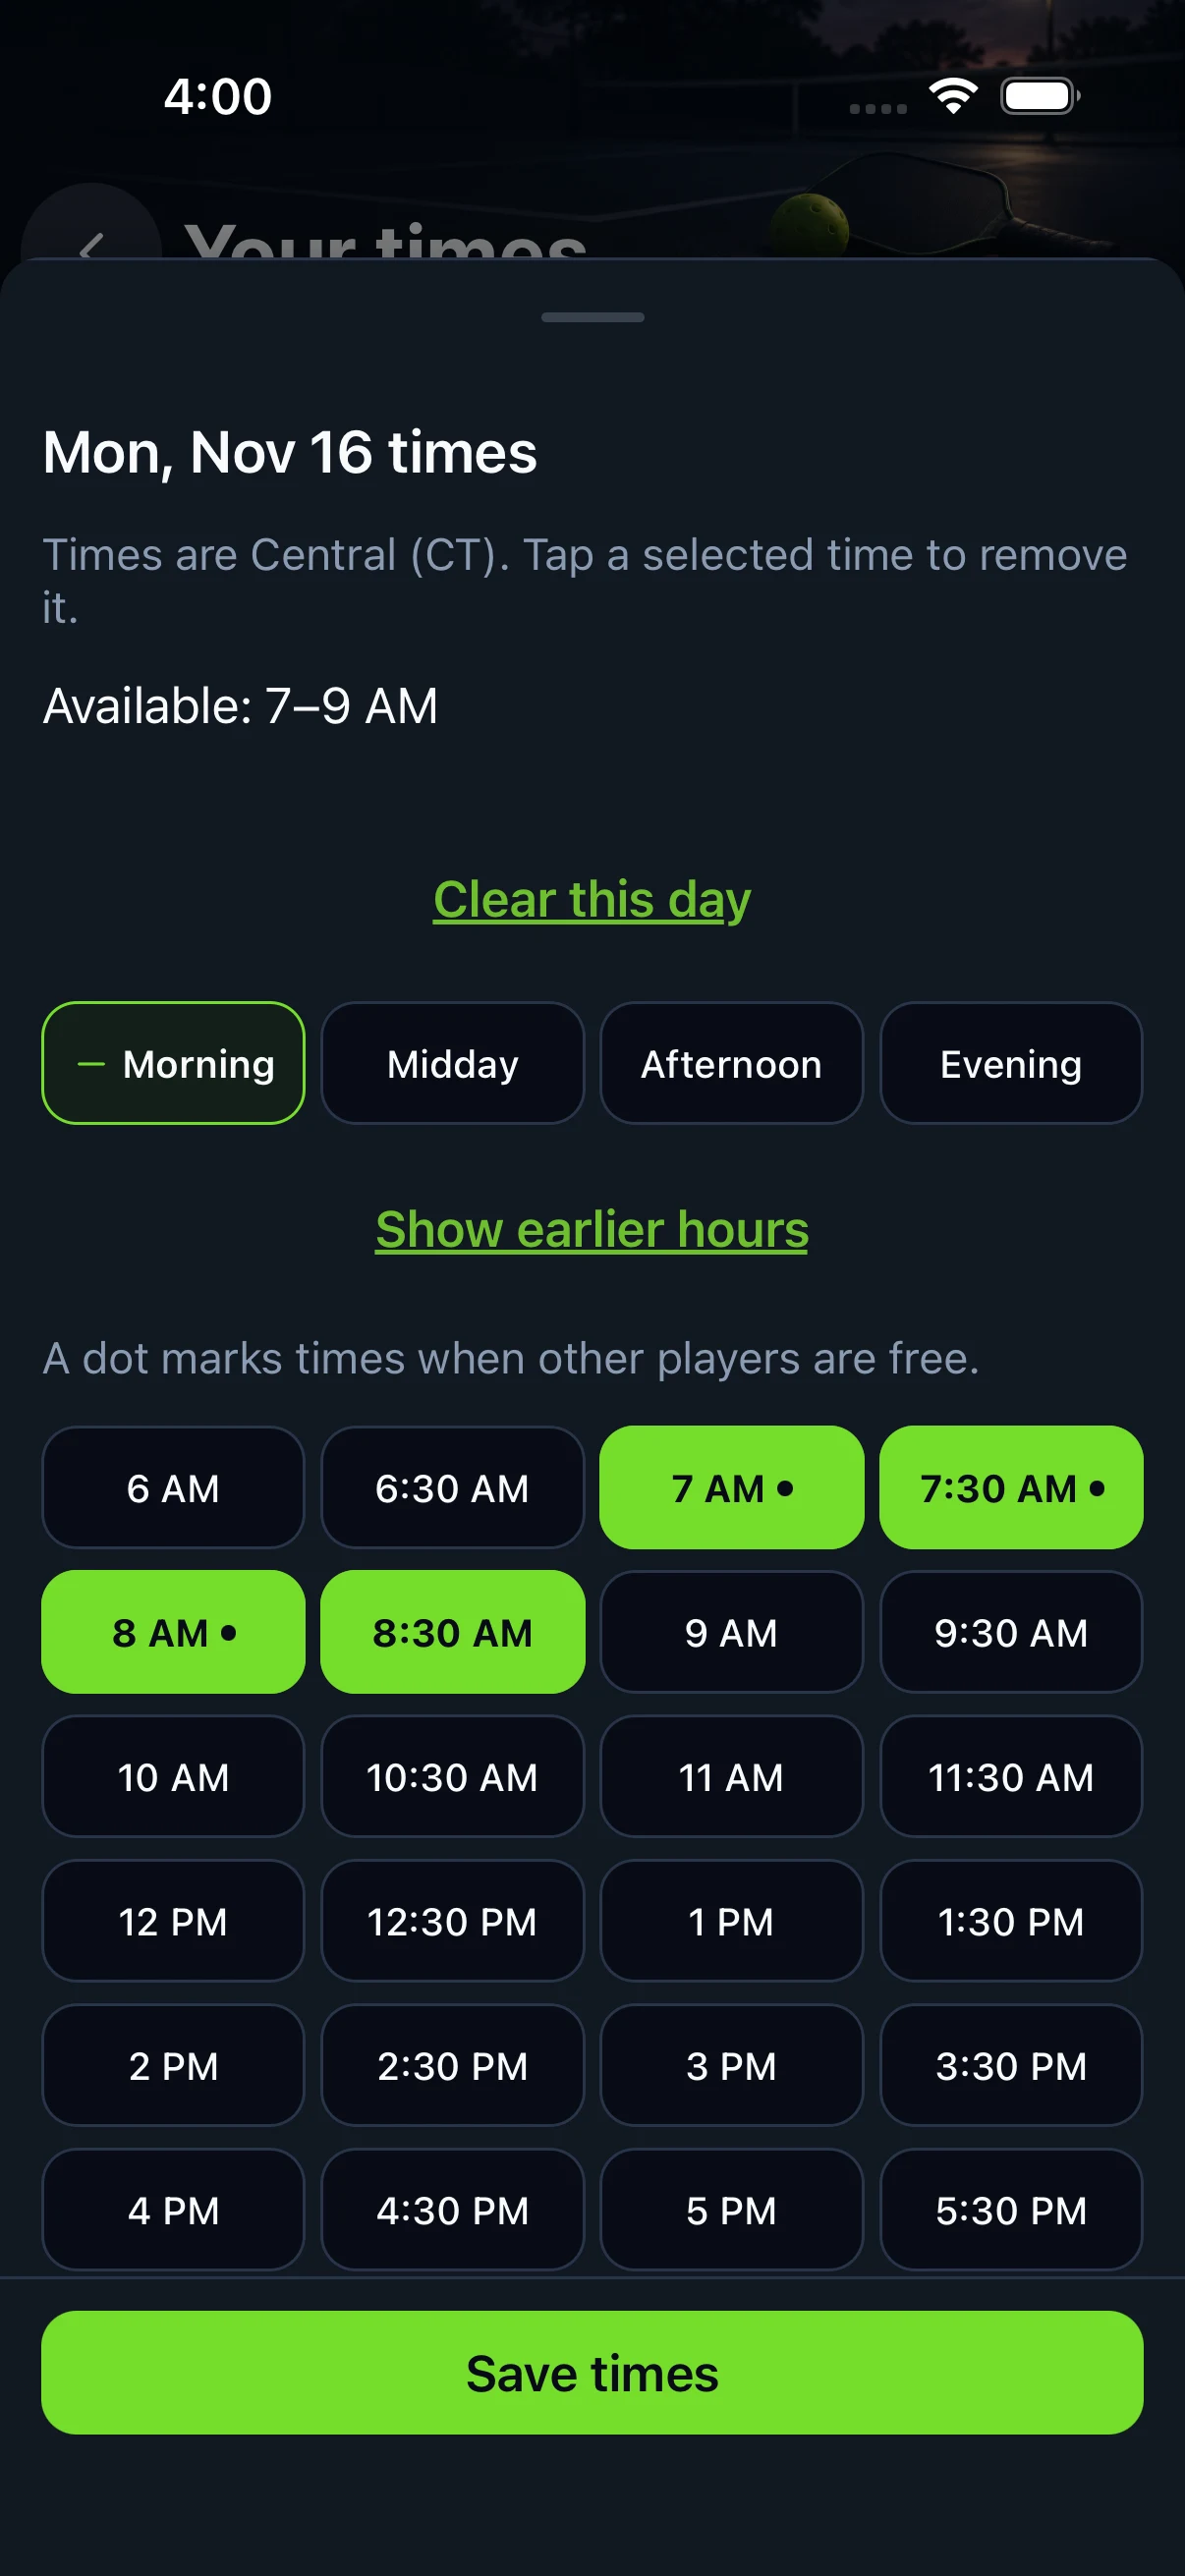 4:00
Your times
Mon, Nov 16 times
Times are Central (CT). Tap a selected time to remove
it.
Available: 7–9 AM
Clear this day
– Morning
Midday
Afternoon
Evening
Show earlier hours
A dot marks times when other players are free.
6 AM
6:30 AM
7 AM •
7:30 AM •
8 AM •
8:30 AM
9 AM
9:30 AM
10 AM
10:30 AM
11 AM
11:30 AM
12 PM
12:30 PM
1 PM
1:30 PM
2 PM
2:30 PM
3 PM
3:30 PM
4 PM
4:30 PM
5 PM
5:30 PM
Save times